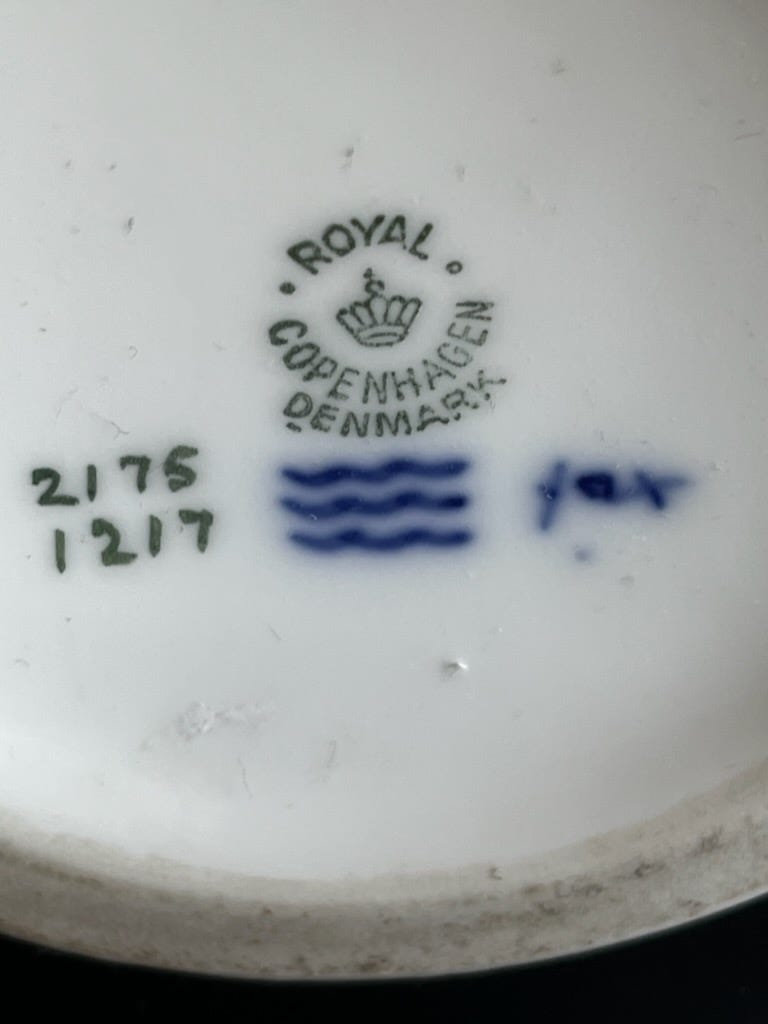 ROYAL
COPENHAGEN
DENMARK
2175
1217